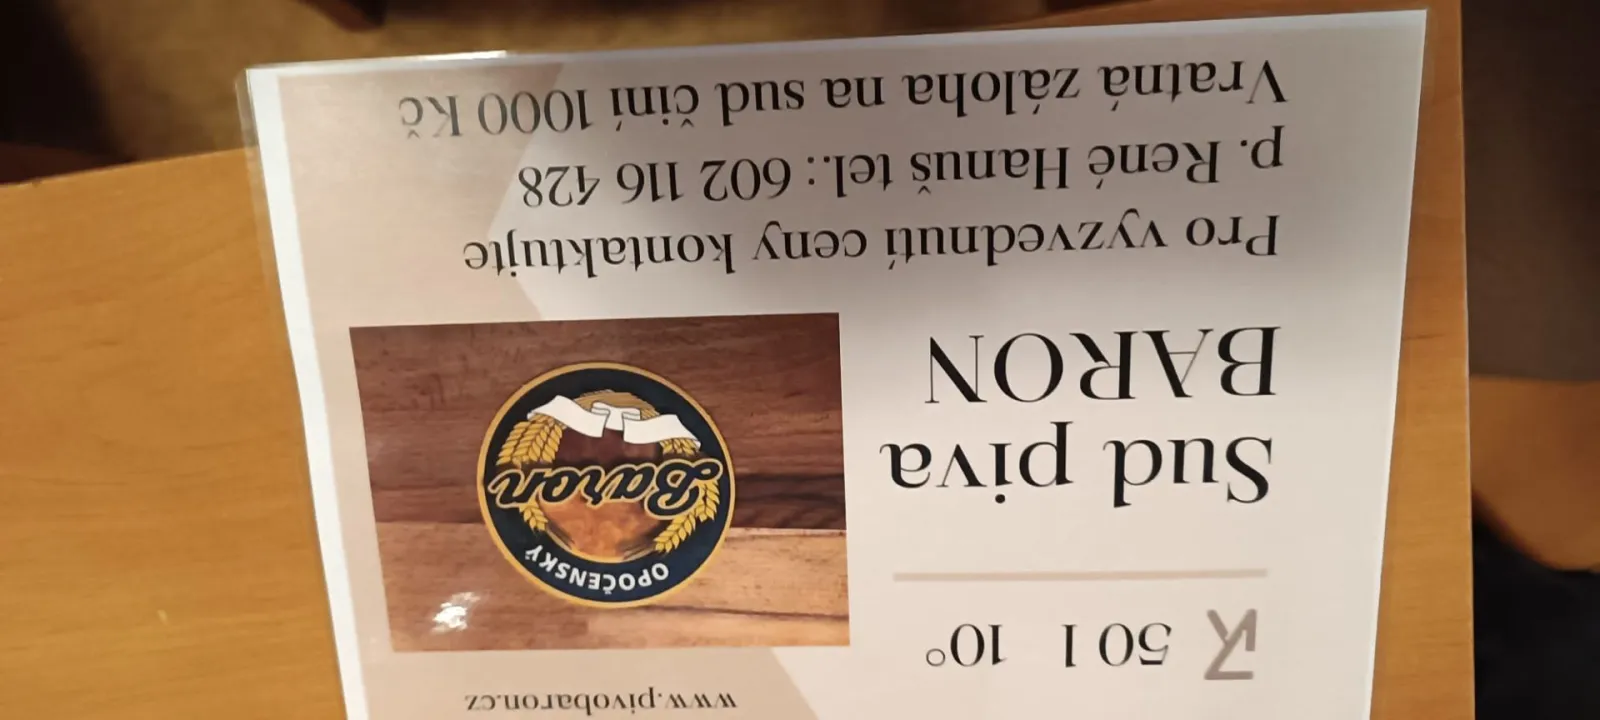 www.pivobaron.cz
50 l 10°
OPOČENSKÝ
Baron
Sud piva
BARON
Pro vyzvednutí ceny kontaktujte
p. René Hanuš tel.: 602 116 428
Vratná záloha na sud činí 1000 Kč